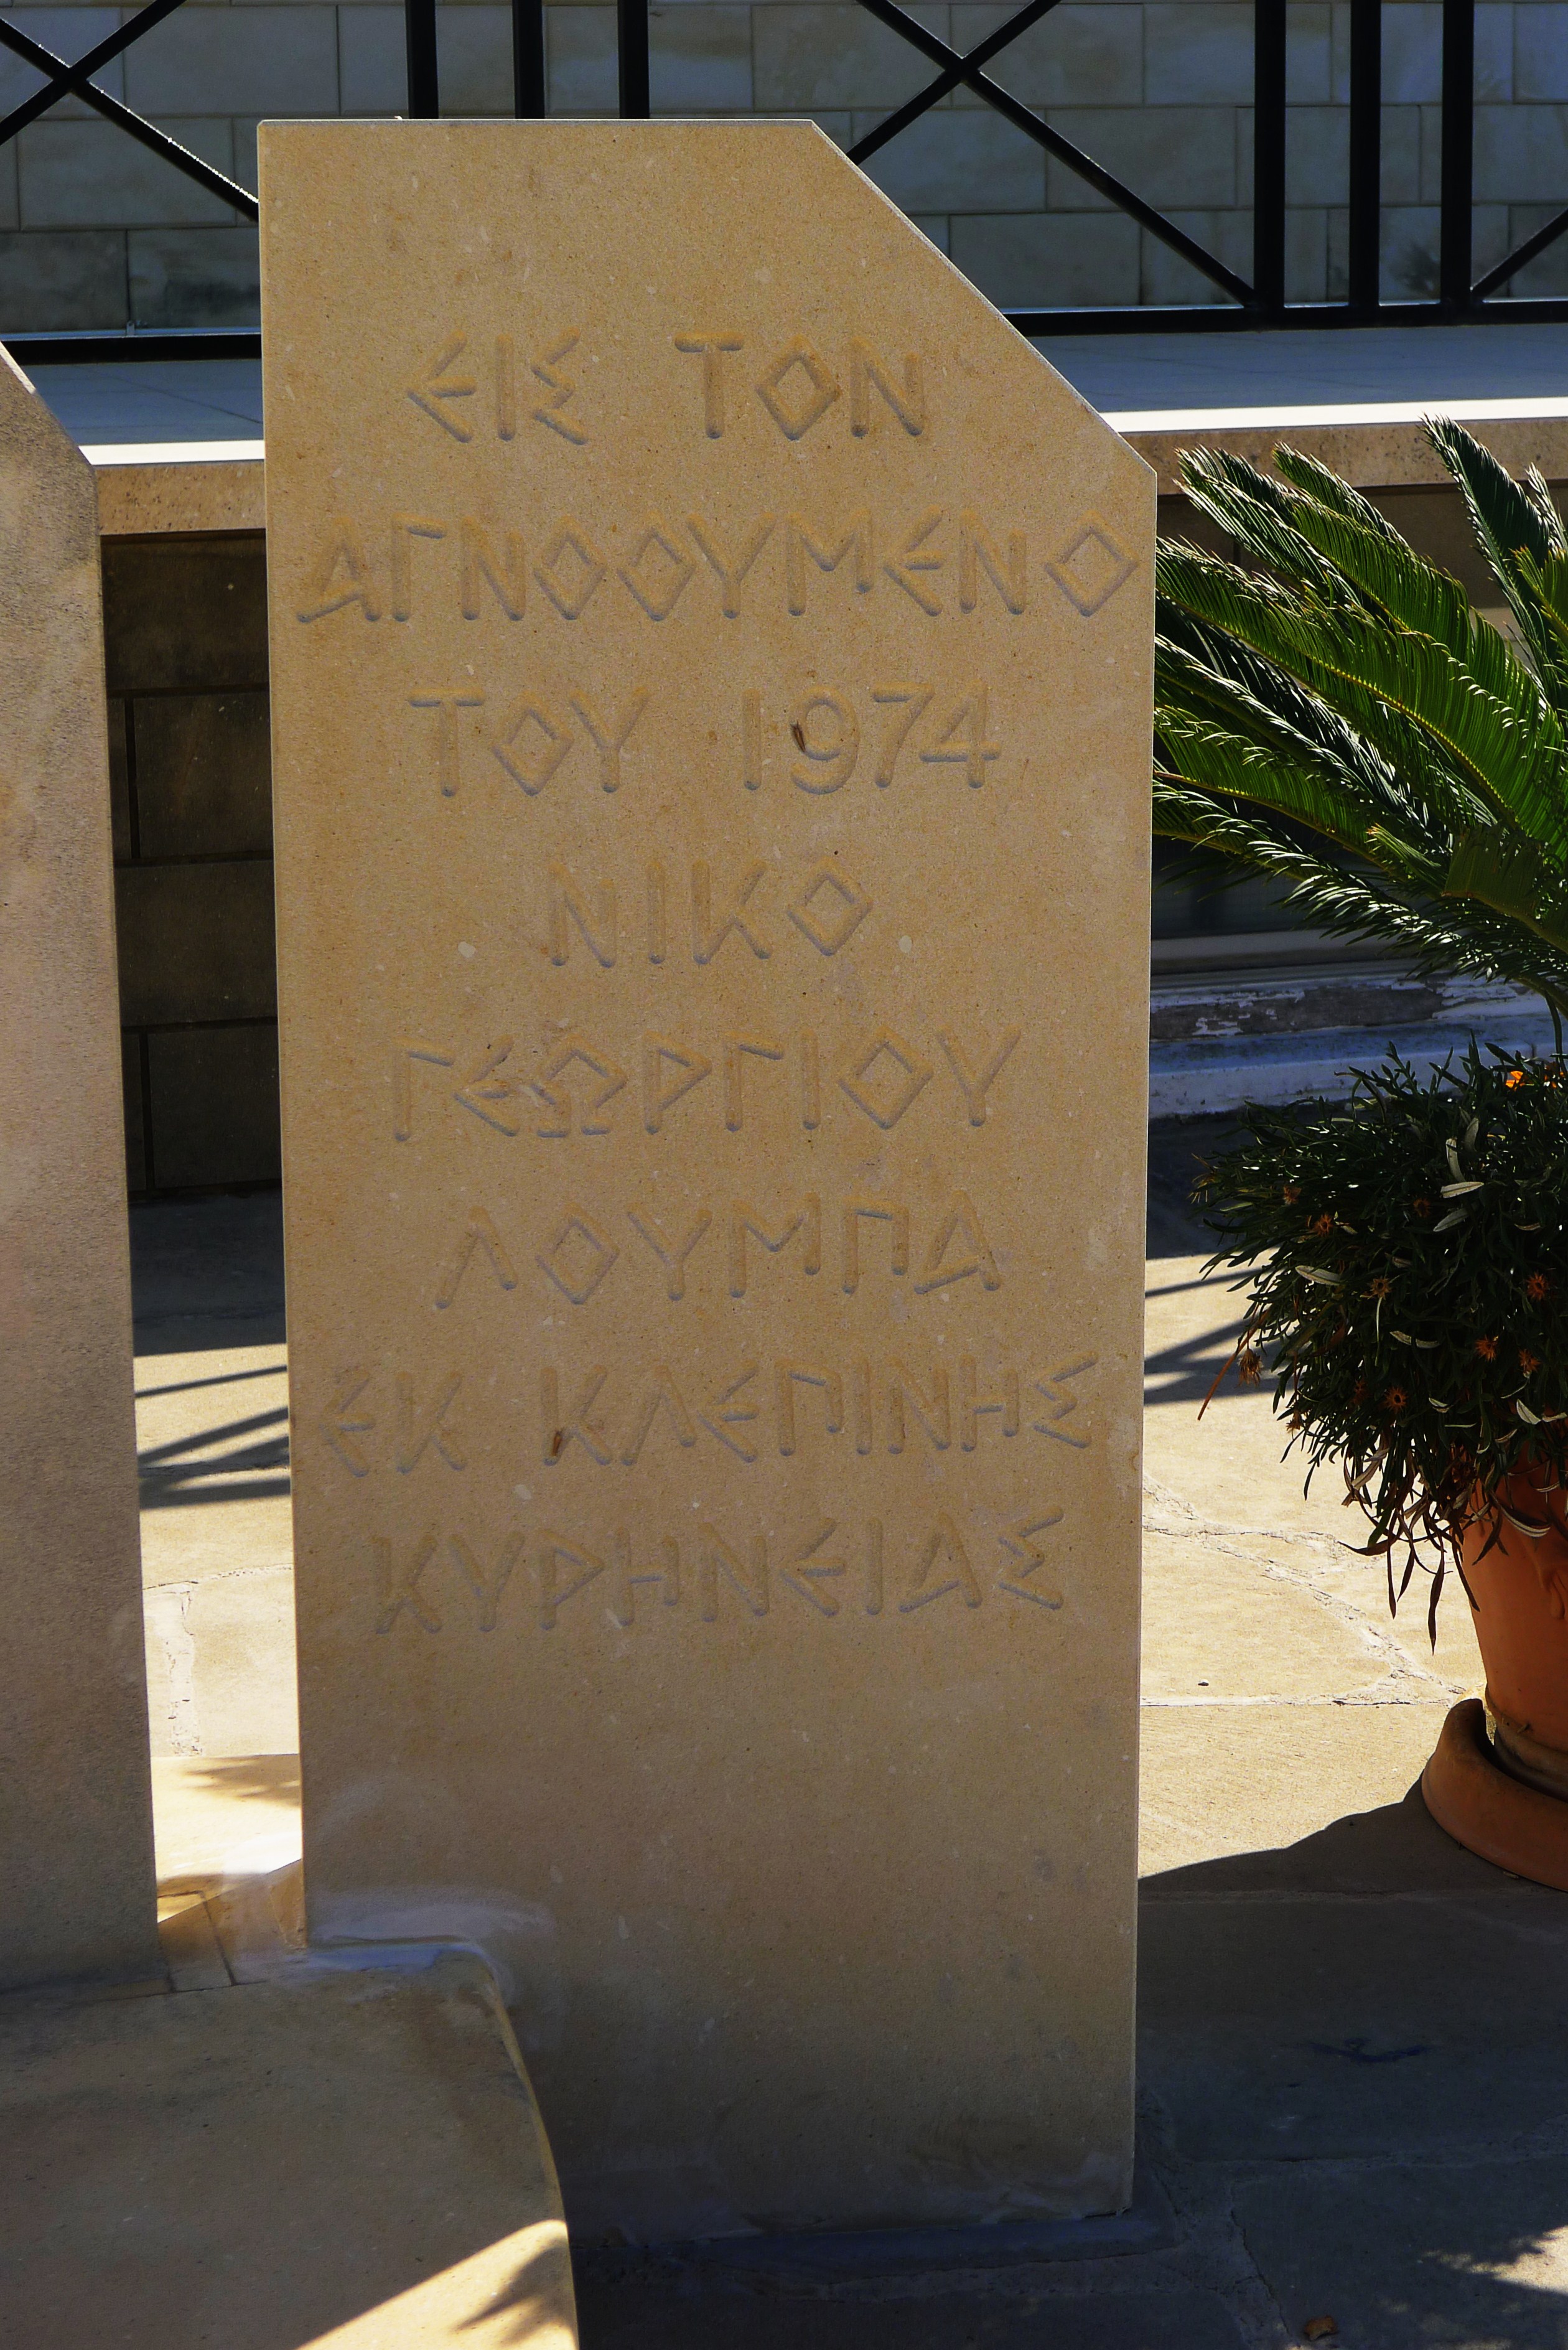 ΕΙΣ ΤΟΝ
ΑΓΝΟΟΥΜΕΝΟ
ΤΟΥ 1974
ΝΙΚΟ
ΓΕΩΡΓΙΟΥ
ΛΟΥΜΠΑ
ΕΚ ΚΛΕΠΙΝΗΣ
ΚΥΡΗΝΕΙΑΣ